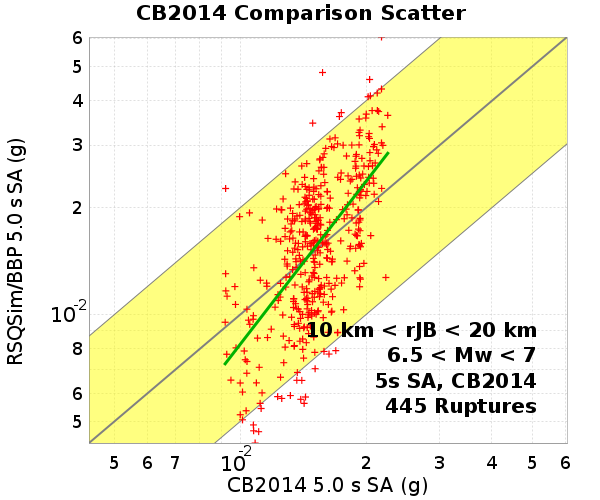 CB2014 Comparison Scatter
RSQSim/BBP 5.0 s SA (g)
6
5
4
3
2
10-2
8
6
5
10 km < rJB < 20 km
6.5 < Mw < 7
5s SA, CB2014
445 Ruptures
5 6 7 10-2 2 3 4 5 6
CB2014 5.0 s SA (g)